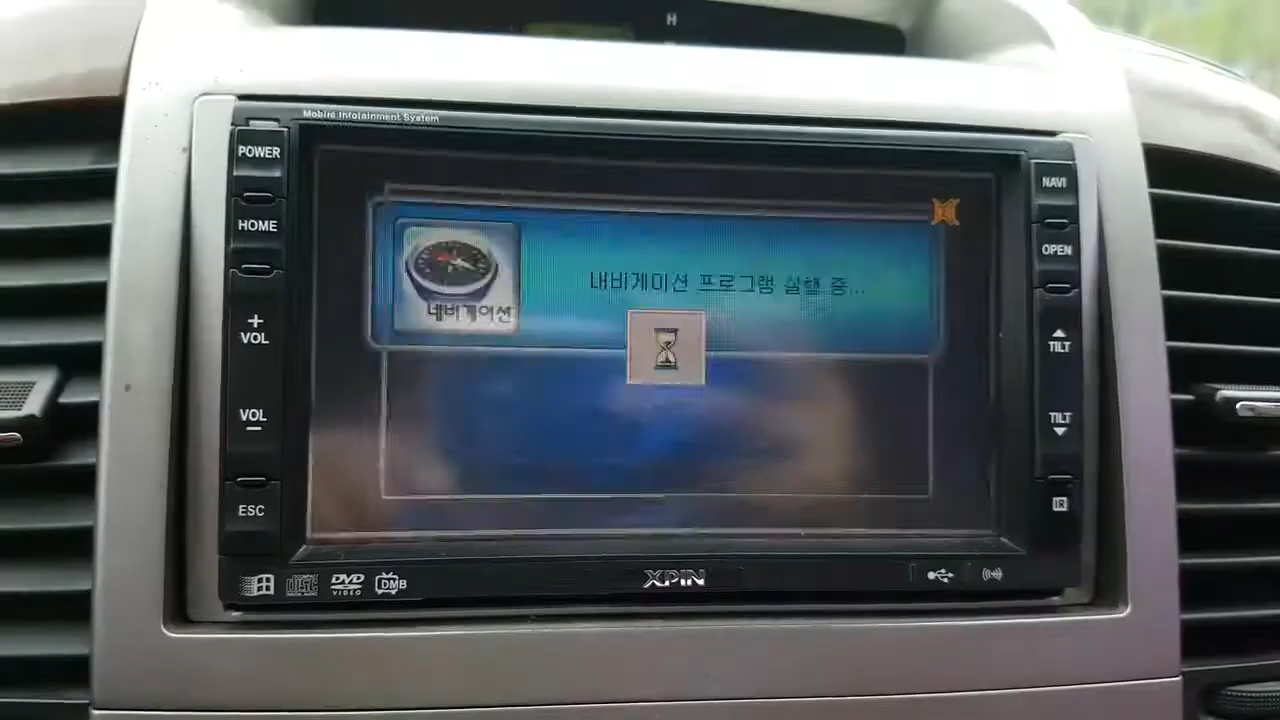 H
Mobile Infotainment System
POWER
HOME
+
VOL
VOL
−
ESC
네비게이션
내비게이션 프로그램 실행 중...
NAVI
OPEN
TILT
TILT
IR
DVD
VIDEO
DMB
XPIN